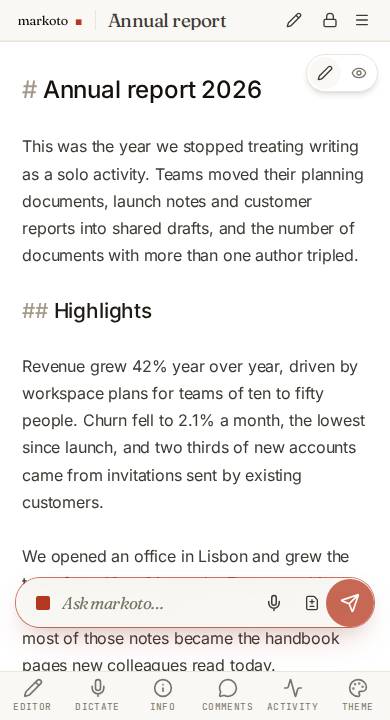 markoto
Annual report
# Annual report 2026
This was the year we stopped treating writing
as a solo activity. Teams moved their planning
documents, launch notes and customer
reports into shared drafts, and the number of
documents with more than one author tripled.
## Highlights
Revenue grew 42% year over year, driven by
workspace plans for teams of ten to fifty
people. Churn fell to 2.1% a month, the lowest
since launch, and two thirds of new accounts
came from invitations sent by existing
customers.
We opened an office in Lisbon and grew the
Ask markoto...
most of those notes became the handbook
pages new colleagues read today.
EDITOR DICTATE INFO COMMENTS ACTIVITY THEME